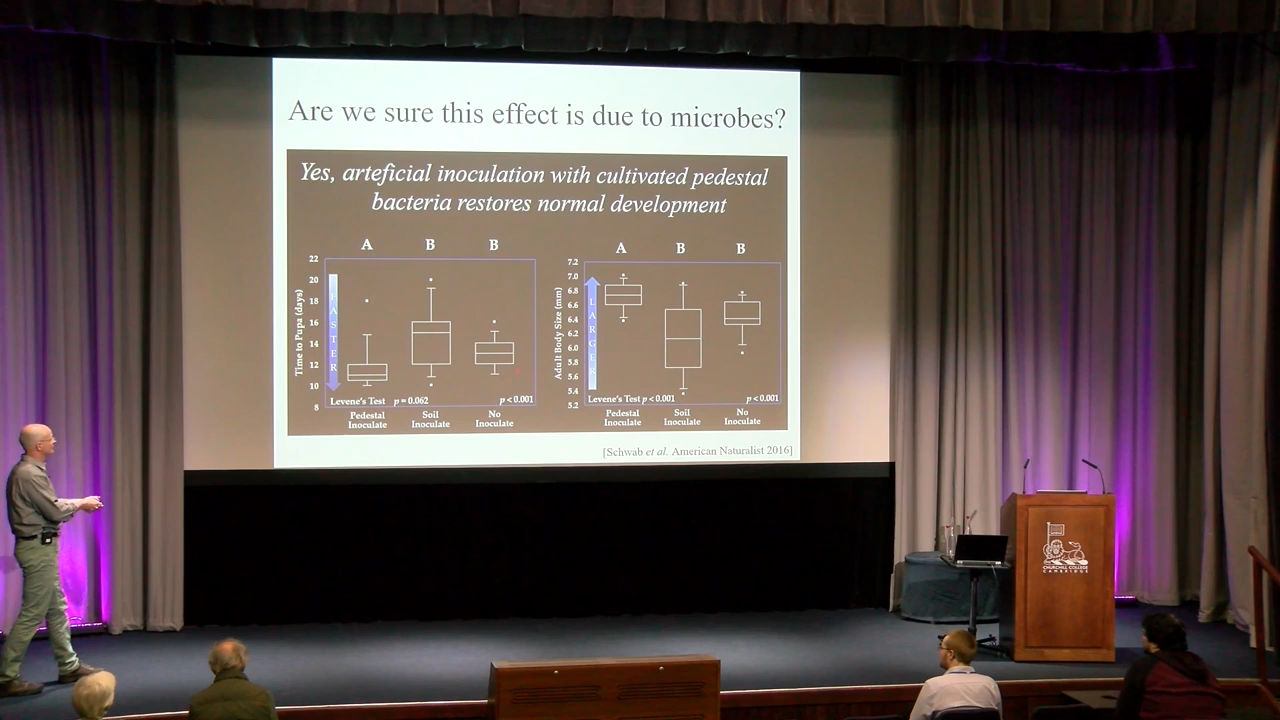 Are we sure this effect is due to microbes?
Yes, arteficial inoculation with cultivated pedestal
bacteria restores normal development
A B B
22
20
18
16
14
12
10
8
Time to Pupa (days)
FASTER
Levene's Test p = 0.062 p < 0.001
Pedestal Inoculate
Soil Inoculate
No Inoculate
A B B
7.2
7.0
6.8
6.6
6.4
6.2
6.0
5.8
5.6
5.4
5.2
Adult Body Size (mm)
LARGER
Levene's Test p < 0.001 p < 0.001
Pedestal Inoculate
Soil Inoculate
No Inoculate
[Schwab et al. American Naturalist 2016]
CHURCHILL COLLEGE
CAMBRIDGE